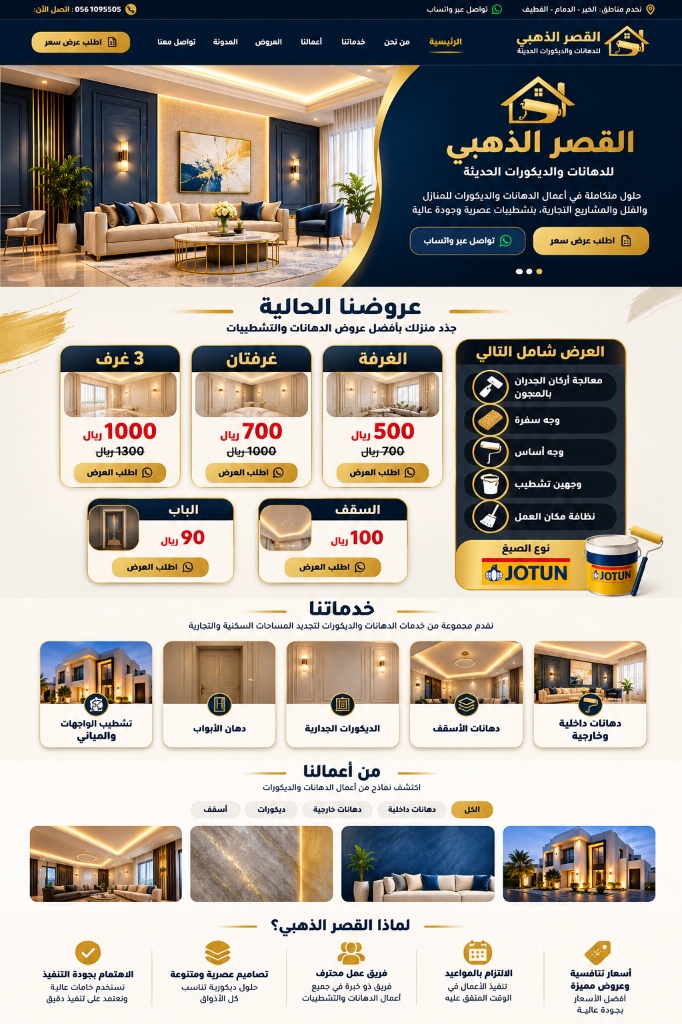 نخدم مناطق: الخبر - الدمام - القطيف
تواصل عبر واتساب
اتصل الآن: 0561095505
القصر الذهبي
للدهانات والديكورات الحديثة
الرئيسية
من نحن
خدماتنا
أعمالنا
العروض
المدونة
تواصل معنا
اطلب عرض سعر
القصر الذهبي
للدهانات والديكورات الحديثة
حلول متكاملة في أعمال الدهانات والديكورات للمنازل
والفلل والمشاريع التجارية، بتشطيبات عصرية وجودة عالية
اطلب عرض سعر
تواصل عبر واتساب
عروضنا الحالية
جدد منزلك بأفضل عروض الدهانات والتشطيبات
العرض شامل التالي
معالجة أركان الجدران
بالمعجون
وجه سفرة
وجه أساس
وجهين تشطيب
نظافة مكان العمل
نوع الصبغ
JOTUN
JOTUN
الغرفة
500 ريال
700 ريال
اطلب العرض
غرفتان
700 ريال
1000 ريال
اطلب العرض
3 غرف
1000 ريال
1300 ريال
اطلب العرض
السقف
100 ريال
اطلب العرض
الباب
90 ريال
اطلب العرض
خدماتنا
نقدم مجموعة من خدمات الدهانات والديكورات لتجديد المساحات السكنية والتجارية
دهانات داخلية
وخارجية
دهانات الأسقف
الديكورات الجدارية
دهان الأبواب
تشطيب الواجهات
والمباني
من أعمالنا
اكتشف نماذج من أعمال الدهانات والديكورات
الكل
دهانات داخلية
دهانات خارجية
ديكورات
أسقف
لماذا القصر الذهبي؟
أسعار تنافسية
وعروض مميزة
أفضل الأسعار
بجودة عالية
الالتزام بالمواعيد
تنفيذ الأعمال في
الوقت المتفق عليه
فريق عمل محترف
فريق ذو خبرة في جميع
أعمال الدهانات والتشطيبات
تصاميم عصرية ومتنوعة
حلول ديكورية تناسب
كل الأذواق
الاهتمام بجودة التنفيذ
نستخدم خامات عالية
ونعتمد على تنفيذ دقيق